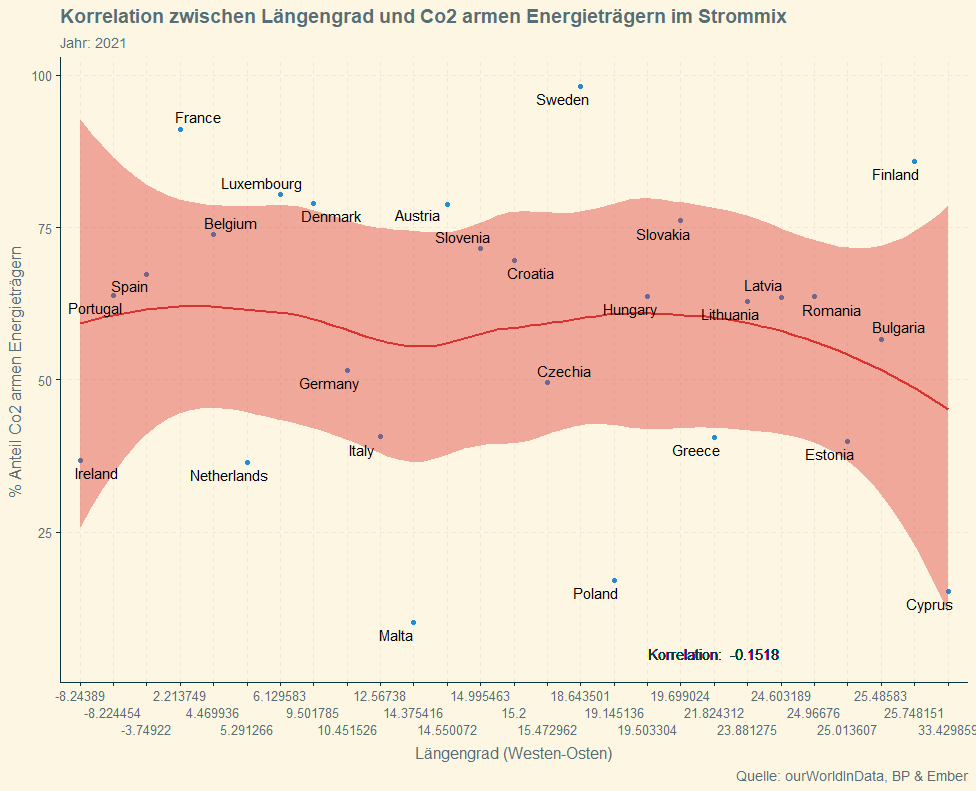 Korrelation zwischen Längengrad und Co2 armen Energieträgern im Strommix
Jahr: 2021
% Anteil Co2 armen Energieträgern
100
75
50
25
Sweden
France
Finland
Luxembourg
Denmark
Austria
Belgium
Slovenia
Slovakia
Croatia
Spain
Portugal
Hungary
Lithuania
Latvia
Romania
Bulgaria
Germany
Czechia
Italy
Greece
Estonia
Ireland
Netherlands
Poland
Cyprus
Malta
Korrelation: -0.1518
-8.24389 2.213749 6.129583 12.56738 14.995463 18.643501 19.699024 24.603189 25.48583
-8.224454 4.469936 9.501785 14.375416 15.2 19.145136 21.824312 24.96676 25.748151
-3.74922 5.291266 10.451526 14.550072 15.472962 19.503304 23.881275 25.013607 33.429859
Längengrad (Westen-Osten)
Quelle: ourWorldInData, BP & Ember